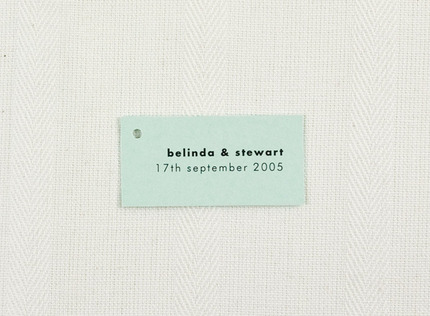 belinda & stewart
17th september 2005